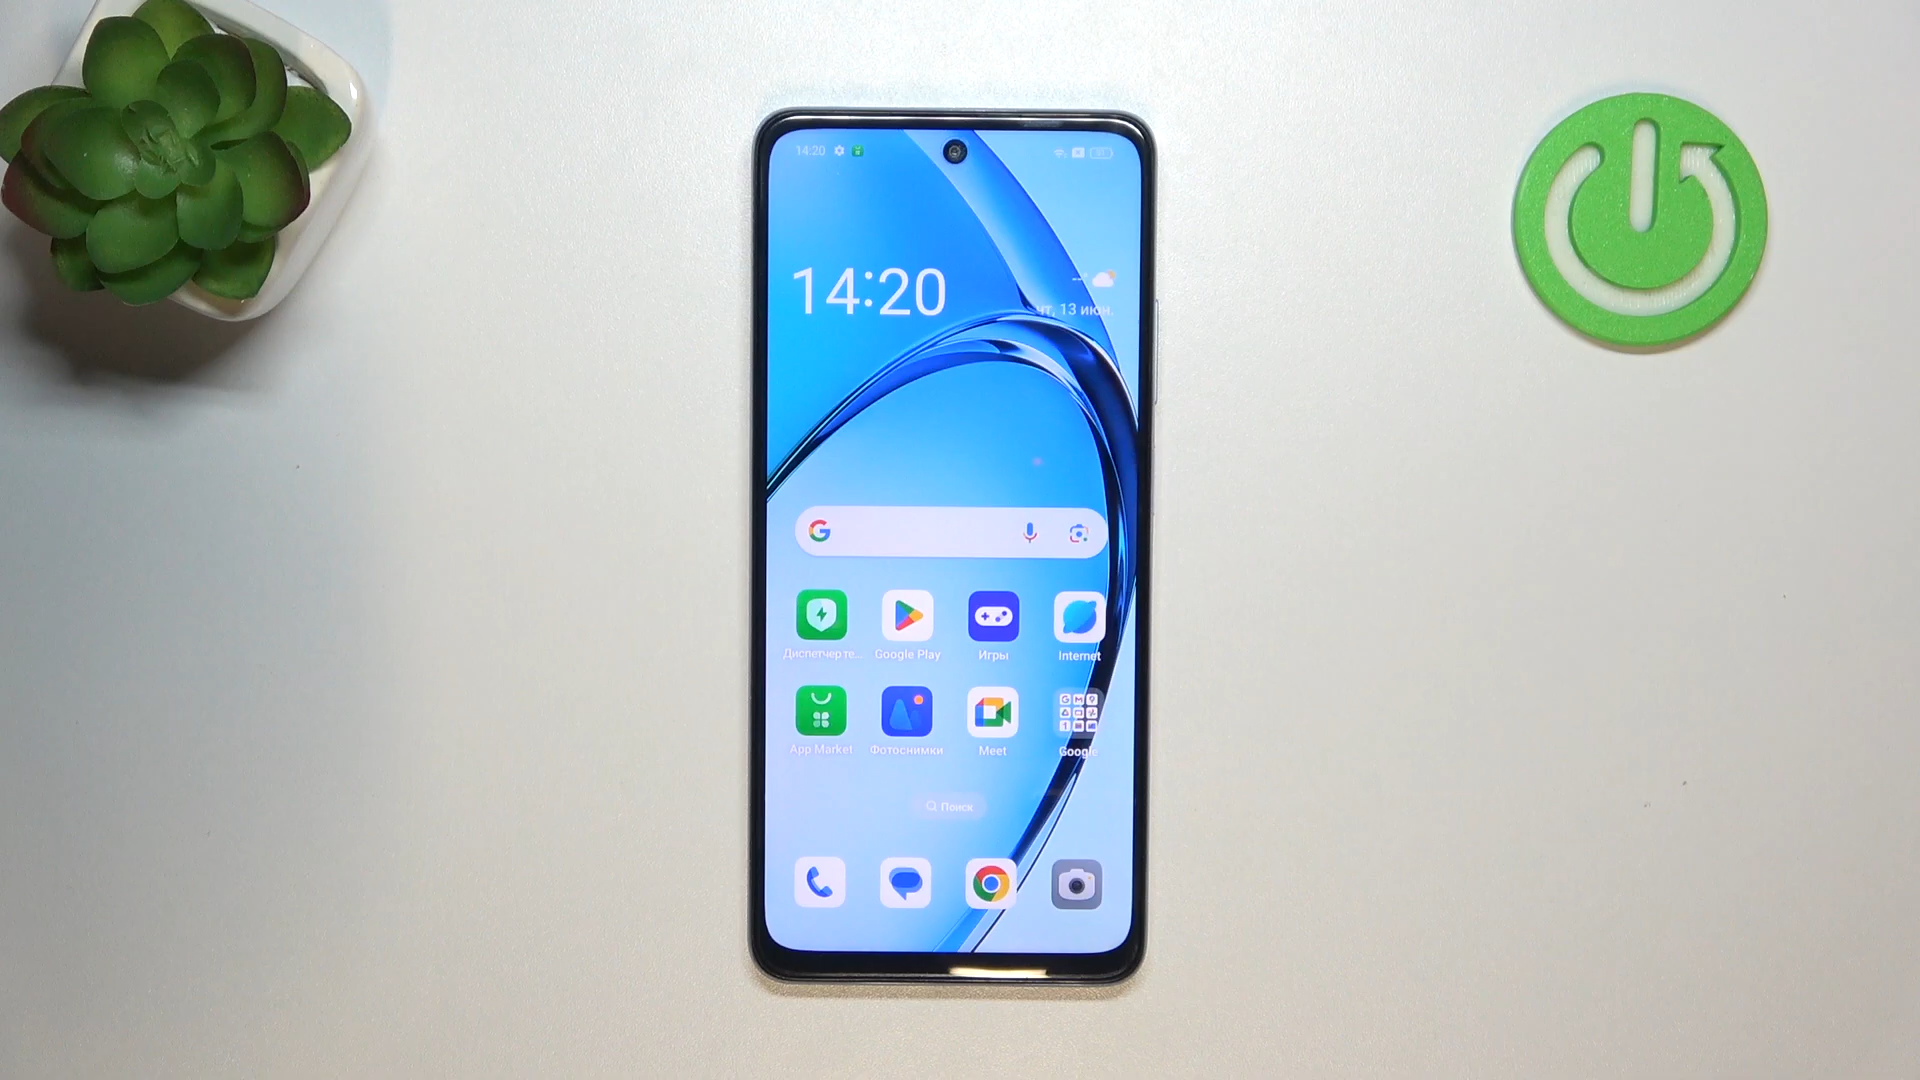 14:20
14:20
чт, 13 июн.
Диспетчер те...
Google Play
Игры
Internet
App Market
Фотоснимки
Meet
Google
Поиск